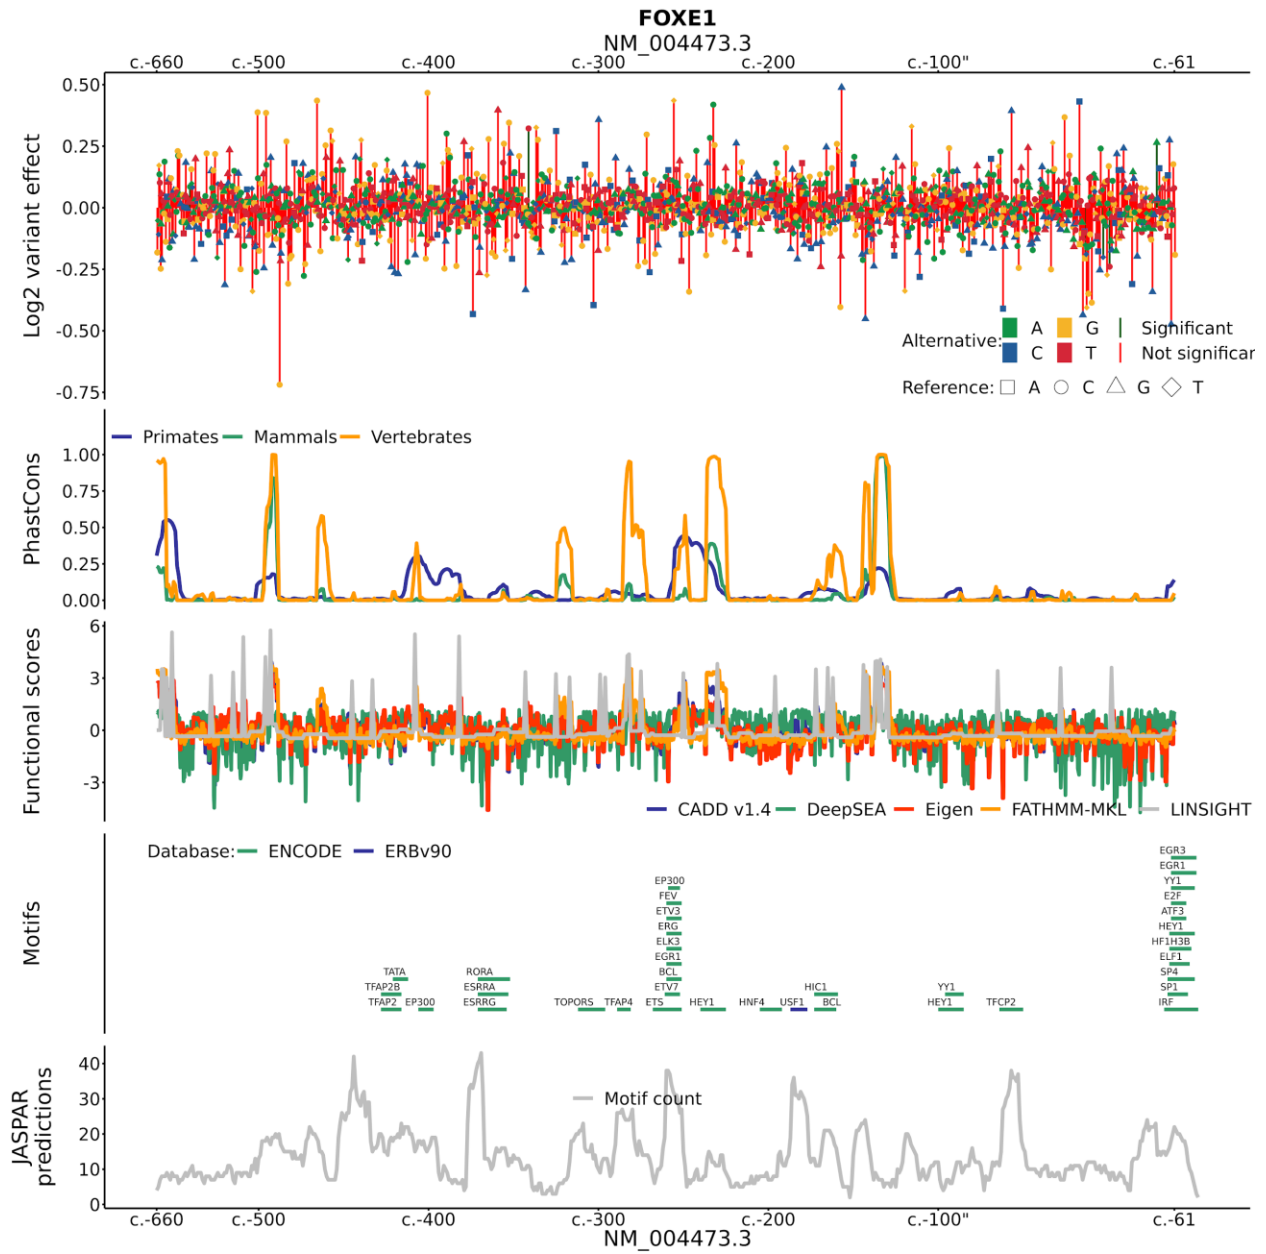 FOXE1
NM_004473.3
c.-660 c.-500 c.-400 c.-300 c.-200 c.-100" c.-61
Log2 variant effect
0.50
0.25
0.00
-0.25
-0.50
-0.75
Alternative: A G Significant
C T Not significar
Reference: A C G T
PhastCons
Primates Mammals Vertebrates
1.00
0.75
0.50
0.25
0.00
Functional scores
6
3
0
-3
CADD v1.4 DeepSEA Eigen FATHMM-MKL LINSIGHT
Motifs
Database: ENCODE ERBv90
EGR3
EGR1
EP300 YY1
FEV E2F
ETV3 ATF3
ERG HEY1
ELK3 HF1H3B
EGR1 ELF1
TATA RORA BCL SP4
TFAP2B ESRRA ETV7 HIC1 YY1 SP1
TFAP2 EP300 ESRRG TOPORS TFAP4 ETS HEY1 HNF4 USF1 BCL HEY1 TFCP2 IRF
JASPAR
predictions
40
30
20
10
0
Motif count
c.-660 c.-500 c.-400 c.-300 c.-200 c.-100" c.-61
NM_004473.3